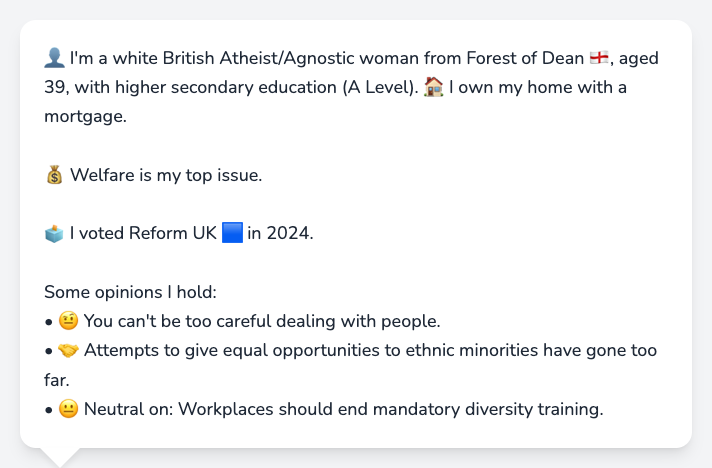 👤 I'm a white British Atheist/Agnostic woman from Forest of Dean 🏴󠁧󠁢󠁥󠁮󠁧󠁿, aged
39, with higher secondary education (A Level). 🏠 I own my home with a
mortgage.
💰 Welfare is my top issue.
🗳️ I voted Reform UK 🟦 in 2024.
Some opinions I hold:
• 🤨 You can't be too careful dealing with people.
• 🤝 Attempts to give equal opportunities to ethnic minorities have gone too
far.
• 😐 Neutral on: Workplaces should end mandatory diversity training.